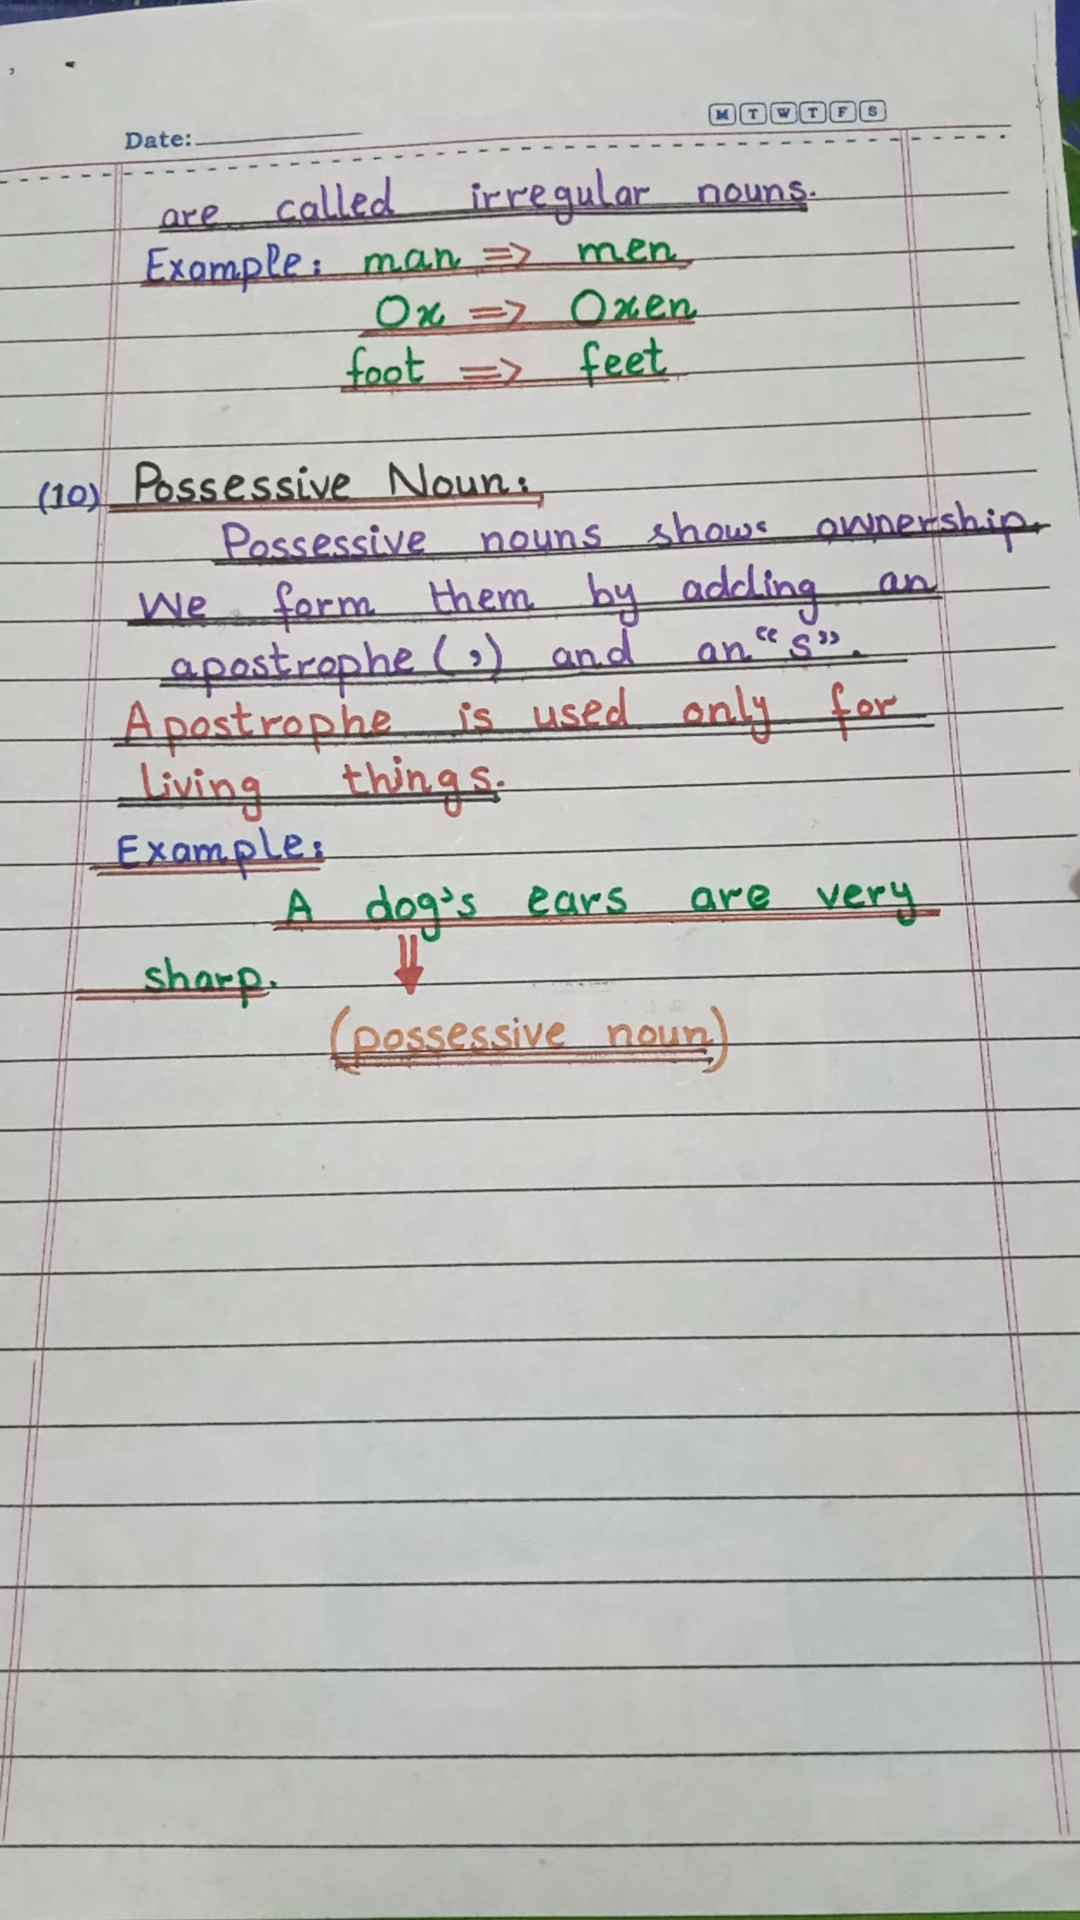 Date:
M T W T F S
are called irregular nouns.
Example: man => men
Ox => Oxen
foot => feet
(10) Possessive Noun:
Possessive nouns shows ownership.
We form them by adding an
apostrophe (,) and an "s".
Apostrophe is used only for
living things.
Example:
A dog's ears are very
sharp.
(possessive noun)